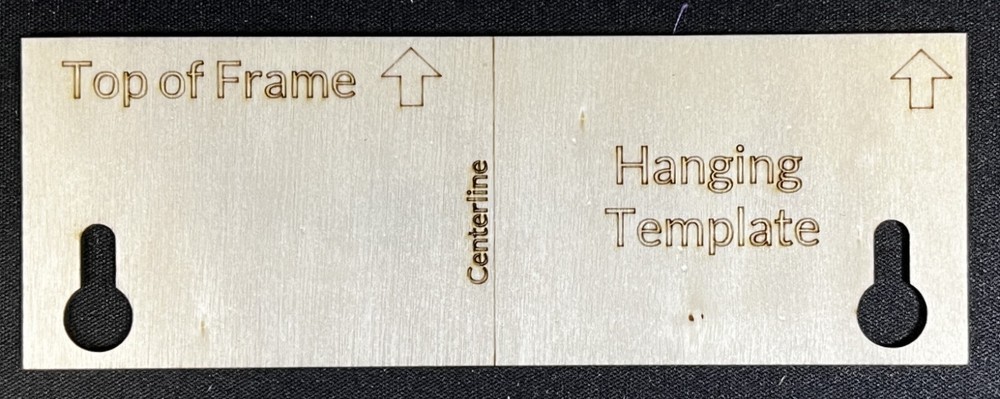 Top of Frame
Centerline
Hanging
Template